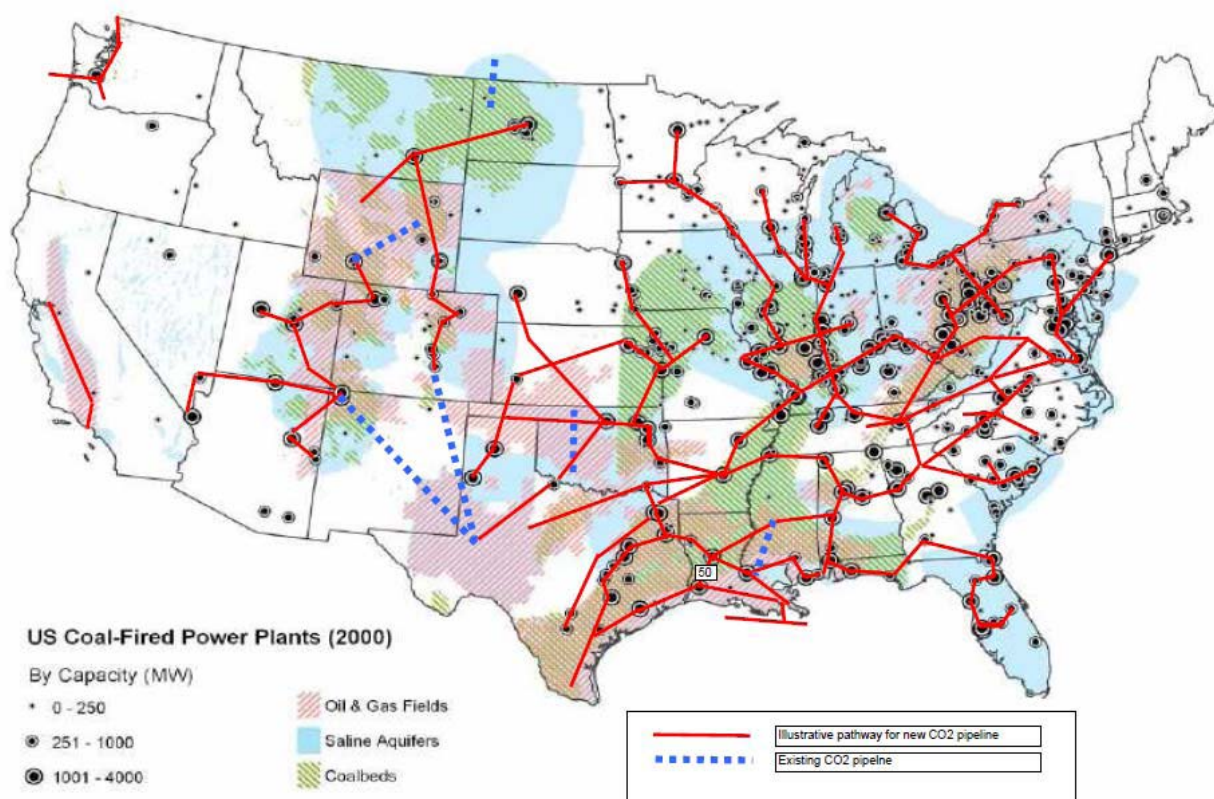 50
US Coal-Fired Power Plants (2000)
By Capacity (MW)
0 - 250
251 - 1000
1001 - 4000
Oil & Gas Fields
Saline Aquifers
Coalbeds
Illustrative pathway for new CO2 pipeline
Existing CO2 pipelne